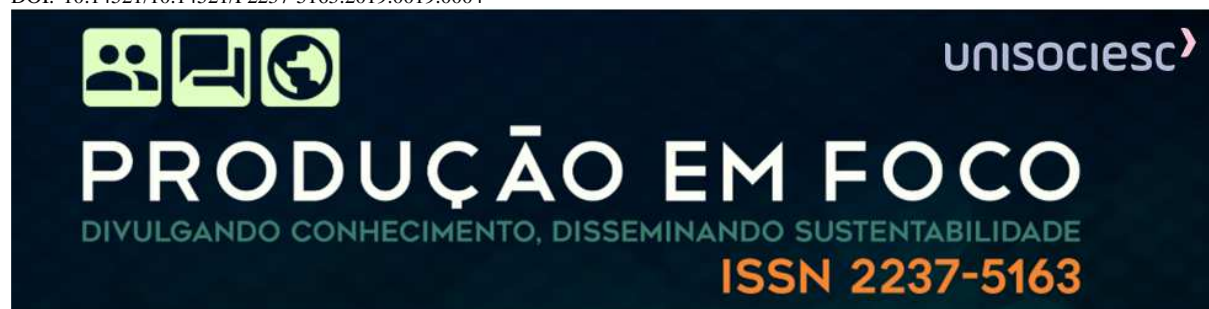 unisociesc
PRODUÇÃO EM FOCO
DIVULGANDO CONHECIMENTO, DISSEMINANDO SUSTENTABILIDADE
ISSN 2237-5163